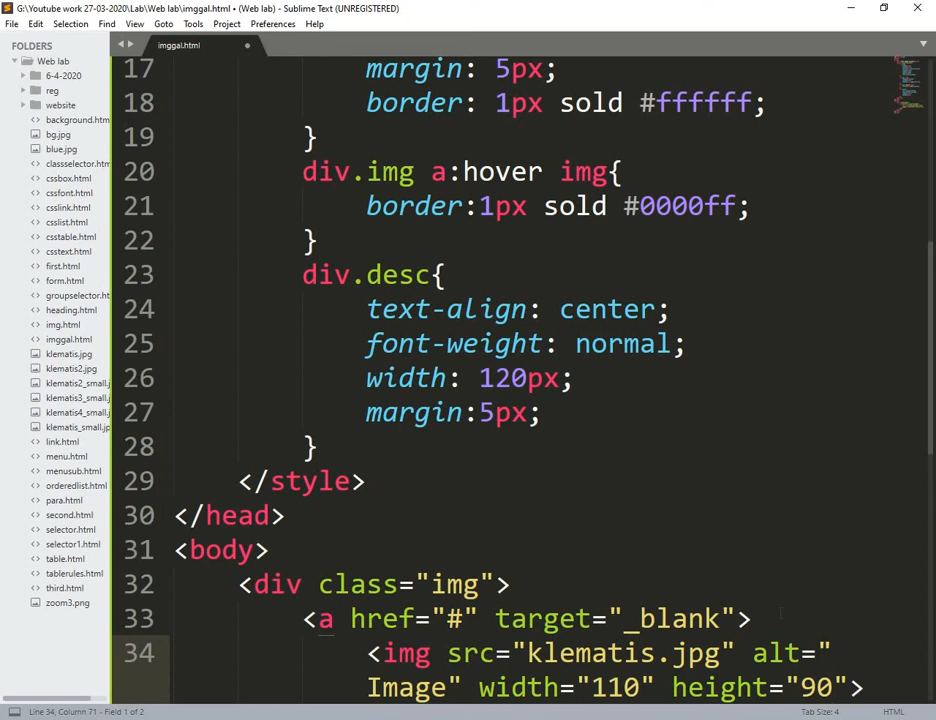 G:\Youtube work 27-03-2020\Lab\Web lab\imggal.html • (Web lab) - Sublime Text (UNREGISTERED)
File Edit Selection Find View Goto Tools Project Preferences Help
FOLDERS
Web lab
6-4-2020
reg
website
background.htm
bg.jpg
blue.jpg
classselector.htm
cssbox.html
cssfont.html
csslink.html
csslist.html
csstable.html
csstext.html
first.html
form.html
groupselector.ht
heading.html
img.html
imggal.html
klematis.jpg
klematis2.jpg
klematis2_small.j
klematis3_small.j
klematis4_small.j
klematis_small.jp
link.html
menu.html
menusub.html
orderedlist.html
para.html
second.html
selector.html
selector1.html
table.html
tablerules.html
third.html
zoom3.png
imggal.html
17 margin: 5px;
18 border: 1px sold #ffffff;
19 }
20 div.img a:hover img{
21 border:1px sold #0000ff;
22 }
23 div.desc{
24 text-align: center;
25 font-weight: normal;
26 width: 120px;
27 margin:5px;
28 }
29 </style>
30 </head>
31 <body>
32 <div class="img">
33 <a href="#" target="_blank">
34 <img src="klematis.jpg" alt="
Image" width="110" height="90">
Line 34, Column 71 - Field 1 of 2
Tab Size: 4
HTML